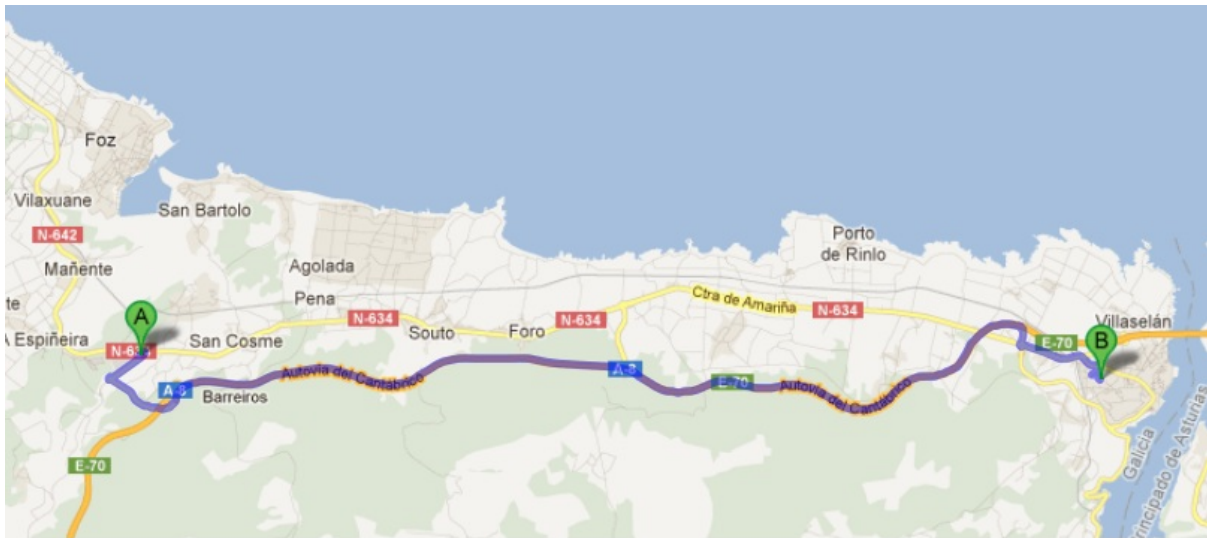 Foz
Vilaxuane
San Bartolo
N-642
Mañente
Agolada
Pena
Porto
de Rinlo
te
A Espiñeira
A
N-634
San Cosme
N-634
Souto
Foro
N-634
Ctra de Amariña
N-634
Villaselán
E-70
B
A-8
Barreiros
Autovía del Cantábrico
A-8
E-70
Autovía del Cantábrico
E-70
Galicia
Principado de Asturias